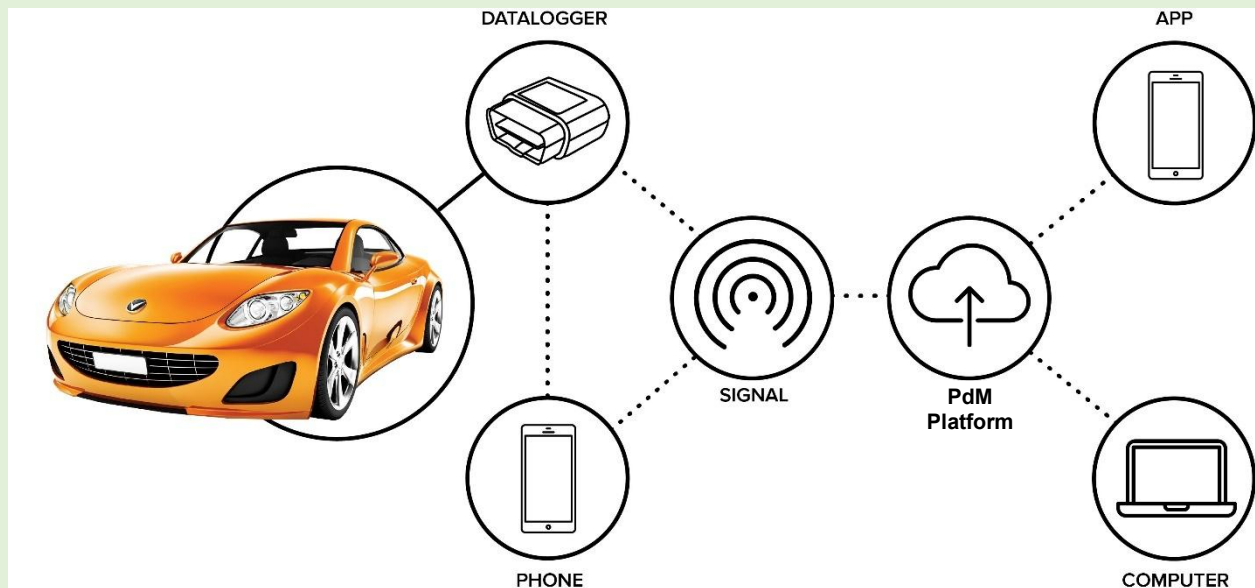 DATALOGGER
APP
SIGNAL
PdM
Platform
PHONE
COMPUTER